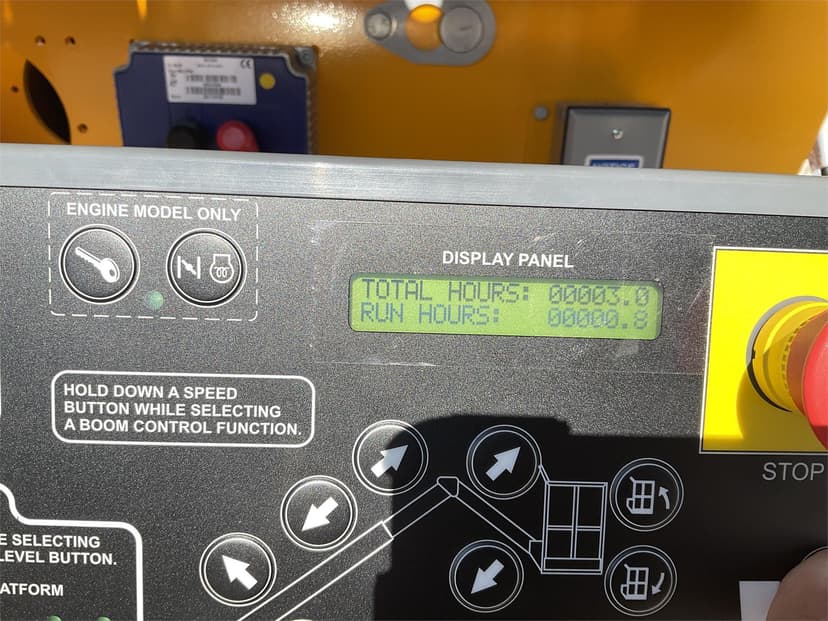 NOTICE
ENGINE MODEL ONLY
DISPLAY PANEL
TOTAL HOURS: 00003.0
RUN HOURS: 00000.8
HOLD DOWN A SPEED
BUTTON WHILE SELECTING
A BOOM CONTROL FUNCTION.
STOP
E SELECTING
LEVEL BUTTON.
ATFORM